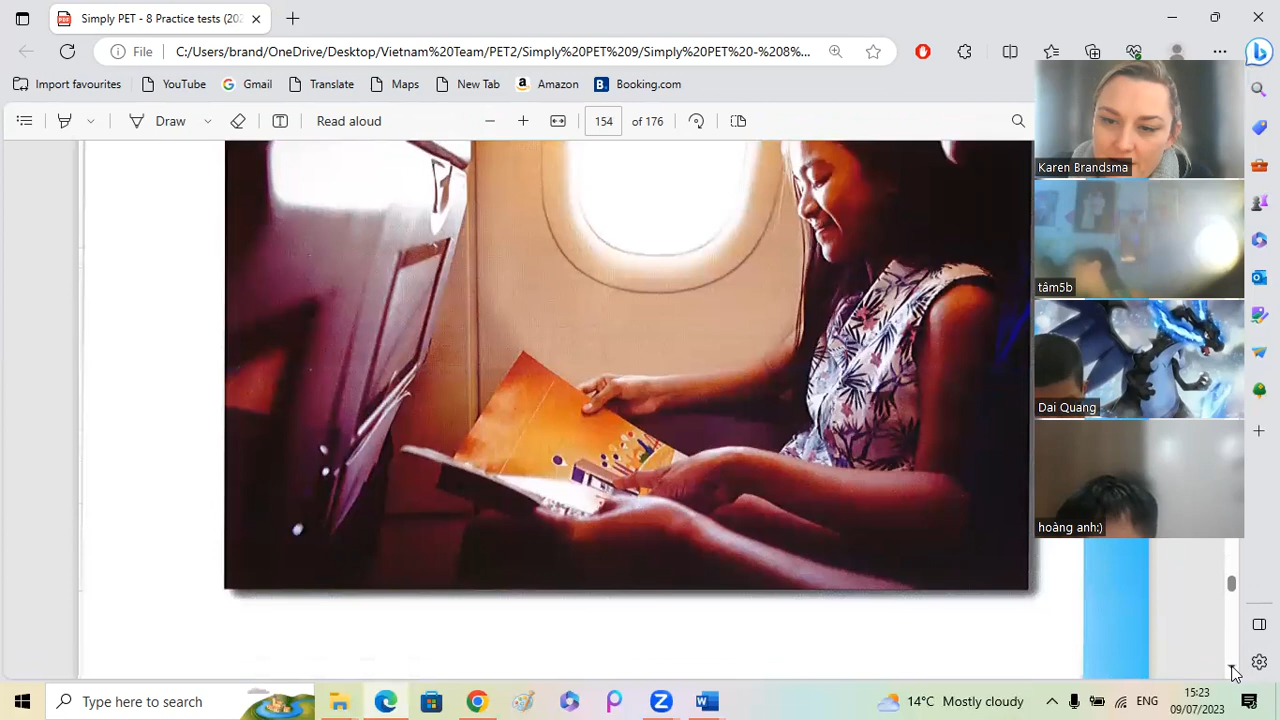 Simply PET - 8 Practice tests (202
File
C:/Users/brand/OneDrive/Desktop/Vietnam%20Team/PET2/Simply%20PET%209/Simply%20PET%20-%208%...
Import favourites
YouTube
Gmail
Translate
Maps
New Tab
Amazon
Booking.com
Draw
Read aloud
154 of 176
Karen Brandsma
tâm5b
Dai Quang
hoàng anh:)
Type here to search
14°C Mostly cloudy
ENG
15:23
09/07/2023